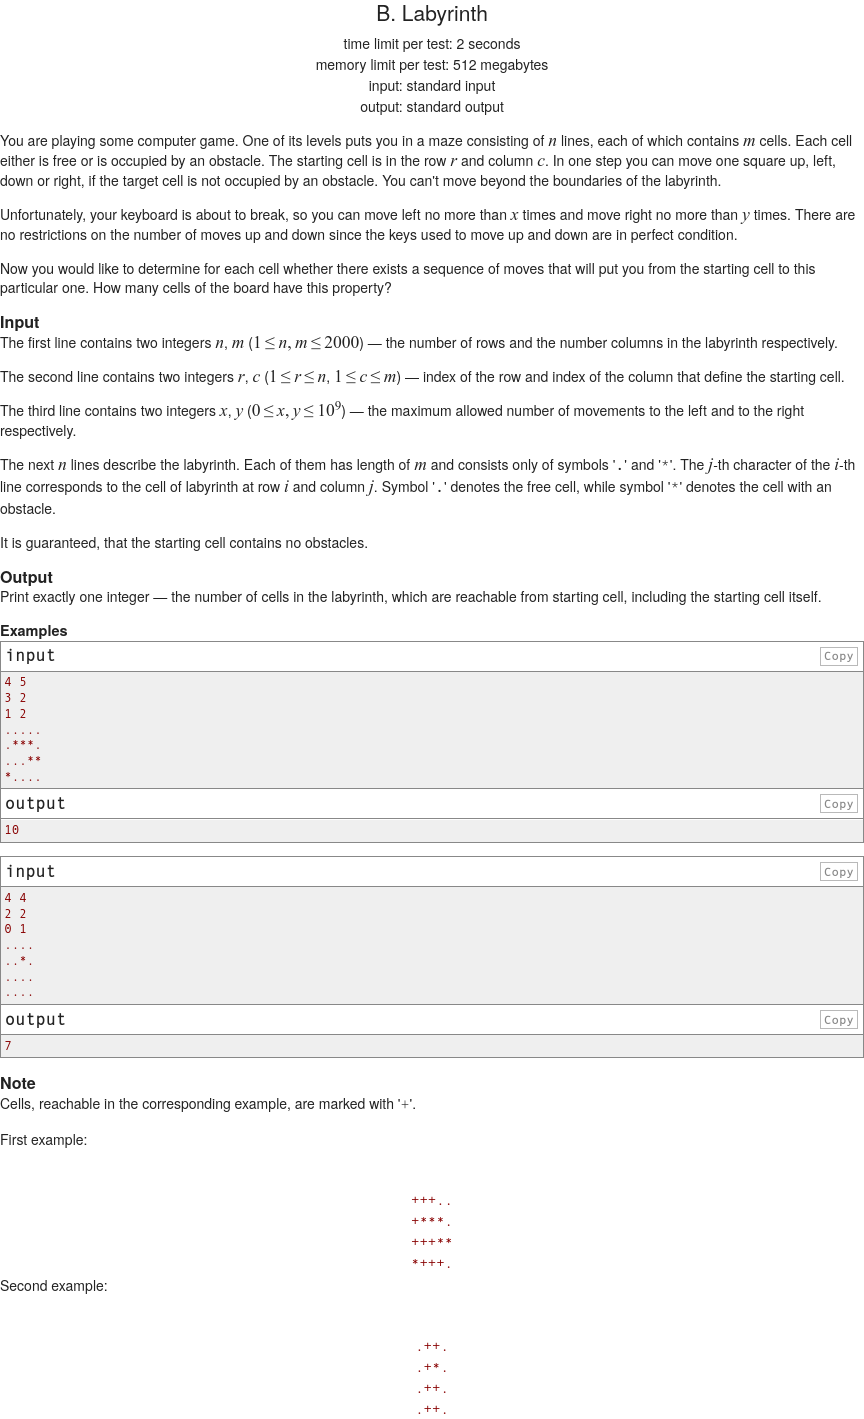 B. Labyrinth
time limit per test: 2 seconds
memory limit per test: 512 megabytes
input: standard input
output: standard output
You are playing some computer game. One of its levels puts you in a maze consisting of n lines, each of which contains m cells. Each cell
either is free or is occupied by an obstacle. The starting cell is in the row r and column c. In one step you can move one square up, left,
down or right, if the target cell is not occupied by an obstacle. You can't move beyond the boundaries of the labyrinth.
Unfortunately, your keyboard is about to break, so you can move left no more than x times and move right no more than y times. There are
no restrictions on the number of moves up and down since the keys used to move up and down are in perfect condition.
Now you would like to determine for each cell whether there exists a sequence of moves that will put you from the starting cell to this
particular one. How many cells of the board have this property?
Input
The first line contains two integers n, m (1 ≤ n, m ≤ 2000) — the number of rows and the number columns in the labyrinth respectively.
The second line contains two integers r, c (1 ≤ r ≤ n, 1 ≤ c ≤ m) — index of the row and index of the column that define the starting cell.
The third line contains two integers x, y (0 ≤ x, y ≤ 10⁹) — the maximum allowed number of movements to the left and to the right
respectively.
The next n lines describe the labyrinth. Each of them has length of m and consists only of symbols '.' and '*'. The j-th character of the i-th
line corresponds to the cell of labyrinth at row i and column j. Symbol '.' denotes the free cell, while symbol '*' denotes the cell with an
obstacle.
It is guaranteed, that the starting cell contains no obstacles.
Output
Print exactly one integer — the number of cells in the labyrinth, which are reachable from starting cell, including the starting cell itself.
Examples
input Copy
4 5
3 2
1 2
.....
.***.
...**
*....
output Copy
10
input Copy
4 4
2 2
0 1
....
..*.
....
....
output Copy
7
Note
Cells, reachable in the corresponding example, are marked with '+'.
First example:
+++..
+***.
+++**
*+++.
Second example:
.++.
.+*.
.++.
.++.